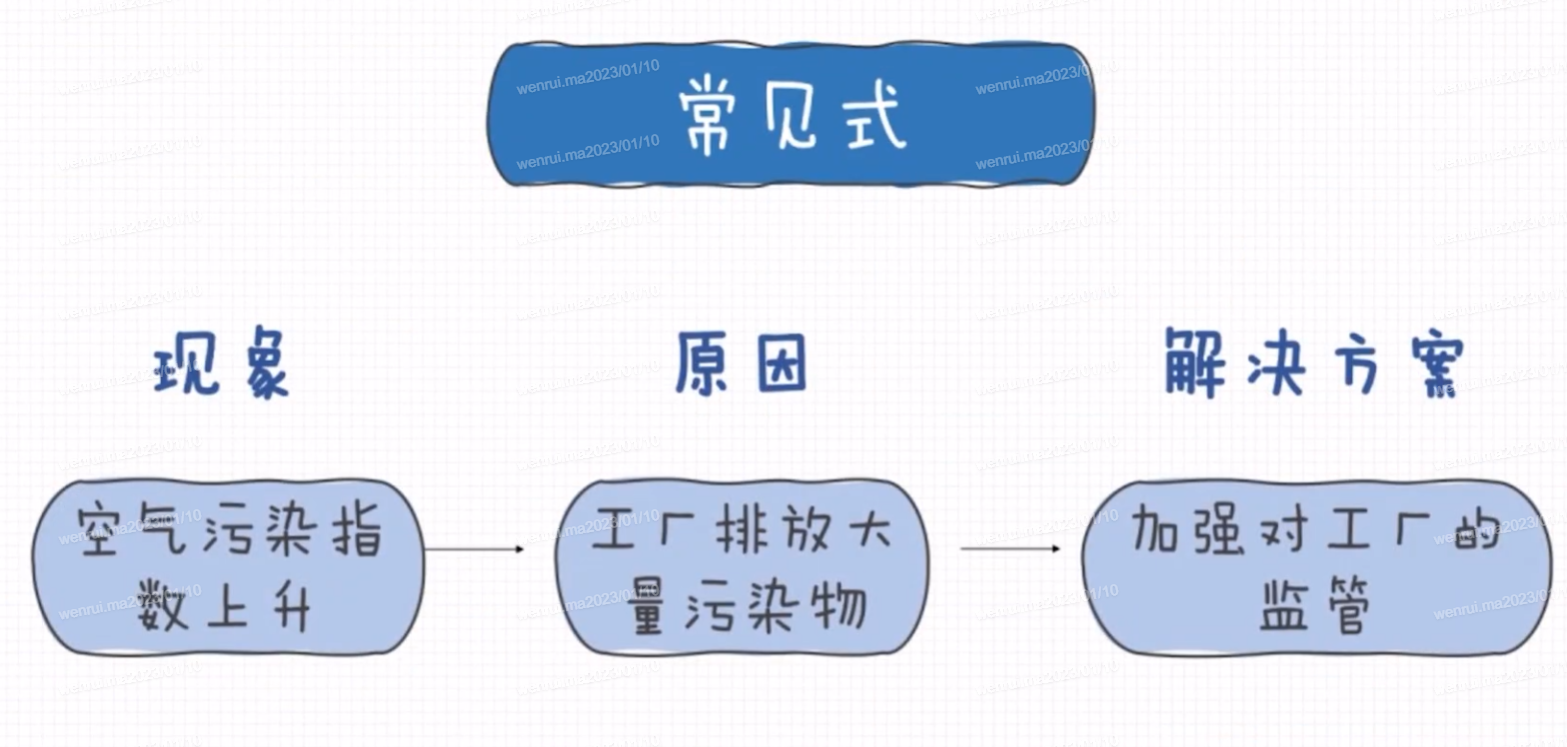 常见式
现象
原因
解决方案
空气污染指
数上升
工厂排放大
量污染物
加强对工厂的
监管
wenrui.ma2023/01/10